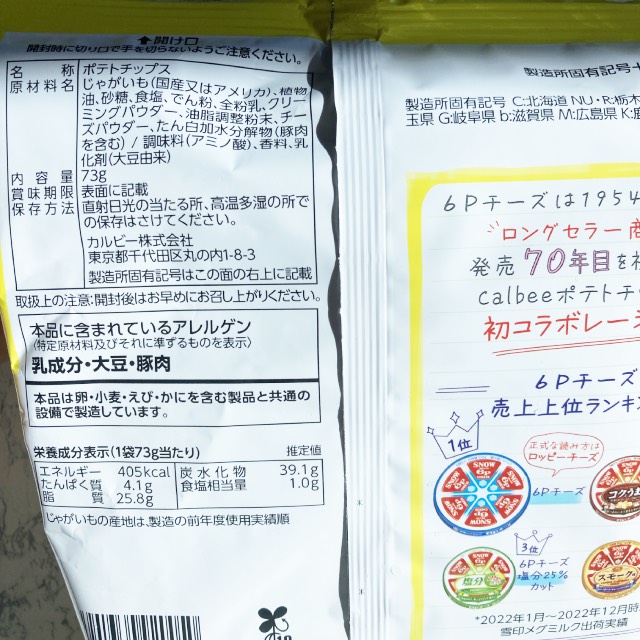 ↑開け口
開封時に切り口で手を切らないようご注意ください。
名称 ポテトチップス
原材料名 じゃがいも(国産又はアメリカ)、植物
油、砂糖、食塩、でん粉、全粉乳、クリー
ミングパウダー、油脂調整粉末、チー
ズパウダー、たん白加水分解物(豚肉
を含む) / 調味料(アミノ酸)、香料、乳
化剤(大豆由来)
内容量 73g
賞味期限 表面に記載
保存方法 直射日光の当たる所、高温多湿の所で
の保存はさけてください。
カルビー株式会社
東京都千代田区丸の内1-8-3
製造所固有記号はこの面の右上に記載
取扱上の注意:開封後はお早めにお召し上がりください。
本品に含まれているアレルゲン
(特定原材料及びそれに準ずるものを表示)
乳成分・大豆・豚肉
本品は卵・小麦・えび・かにを含む製品と共通の
設備で製造しています。
栄養成分表示(1袋73g当たり) 推定値
エネルギー 405kcal 炭水化物 39.1g
たんぱく質 4.1g 食塩相当量 1.0g
脂質 25.8g
じゃがいもの産地は、製造の前年度使用実績順
製造所固有記号
製造所固有記号 C:北海道 NU・R:栃木
玉県 G:岐阜県 b:滋賀県 M:広島県 K:
6Pチーズは1954
ロングセラー商
発売70年目を
calbeeポテトチ
初コラボレーシ
6Pチーズ
売上上位ランキン
1位
正式な読み方は
ロッピーチーズ
SNOW
6P
6Pチーズ
コクの
3位
6Pチーズ
塩分25%
カット
塩分
スモーク味
*2022年1月～2022年12月時
雪印メグミルク出荷実績